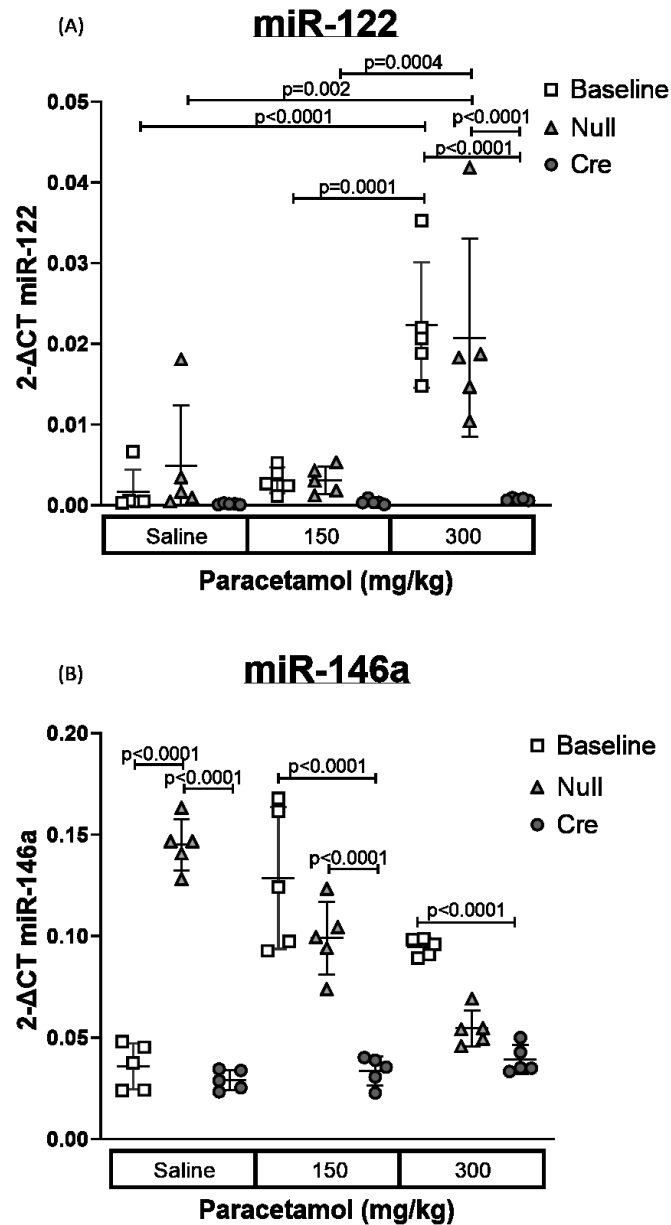 (A)
miR-122
p=0.0004
p=0.002
p<0.0001
p<0.0001
p<0.0001
p=0.0001
Baseline
Null
Cre
0.05
0.04
0.03
0.02
0.01
0.00
2-ΔCT miR-122
Saline 150 300
Paracetamol (mg/kg)
(B)
miR-146a
p<0.0001
p<0.0001
p<0.0001
p<0.0001
p<0.0001
Baseline
Null
Cre
0.20
0.15
0.10
0.05
0.00
2-ΔCT miR-146a
Saline 150 300
Paracetamol (mg/kg)